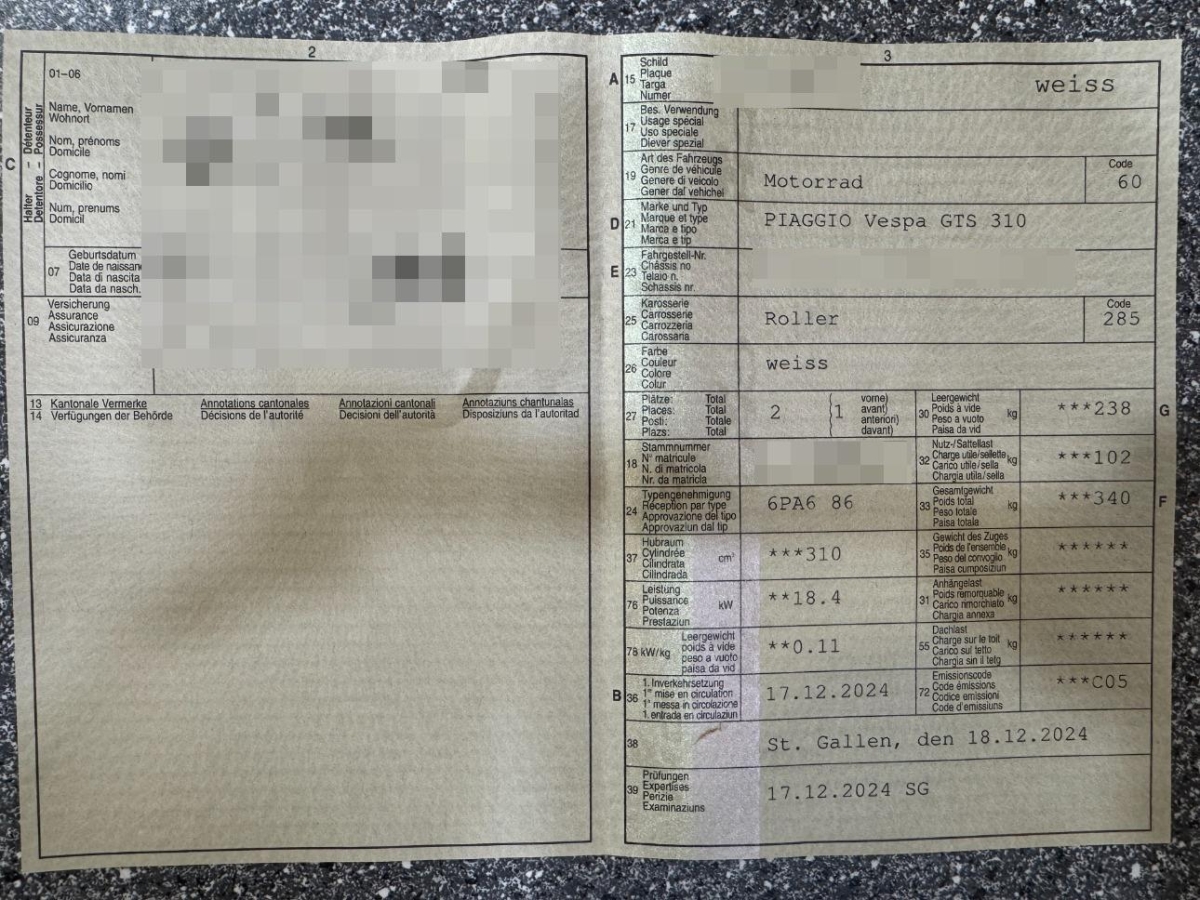 2
C
Halter – Détenteur
Detentore – Possessur
01–06
Name, Vornamen
Wohnort
Nom, prénoms
Domicile
Cognome, nomi
Domicilio
Num, prenums
Domicil
07
Geburtsdatum
Date de naissan
Data di nascita
Data da nasch.
09
Versicherung
Assurance
Assicurazione
Assicuranza
13 Kantonale Vermerke Annotations cantonales Annotazioni cantonali Annotaziuns chantunalas
14 Verfügungen der Behörde Décisions de l'autorité Decisioni dell'autorità Disposiziuns da l'autoritad
3
A 15
Schild
Plaque
Targa
Numer
weiss
17
Bes. Verwendung
Usage spécial
Uso speciale
Diever spezial
19
Art des Fahrzeugs
Genre de véhicule
Genere di veicolo
Gener dal vehichel
Motorrad
Code
60
D 21
Marke und Typ
Marque et type
Marca e tipo
Marca e tip
PIAGGIO Vespa GTS 310
E 23
Fahrgestell-Nr.
Châssis no
Telaio n.
Schassis nr.
25
Karosserie
Carrosserie
Carrozzeria
Carossaria
Roller
Code
285
26
Farbe
Couleur
Colore
Colur
weiss
27
Plätze: Total
Places: Total
Posti: Totale
Plazs: Total
2 (1
vorne)
avant)
anteriori)
davant)
30
Leergewicht
Poids à vide
Peso a vuoto
Paisa da vid
kg
***238
G
18
Stammnummer
N° matricule
N. di matricola
Nr. da matricla
32
Nutz-/Sattellast
Charge utile/sellette
Carico utile/sella
Chargia utila/sella
kg
***102
24
Typengenehmigung
Réception par type
Approvazione del tipo
Approvaziun dal tip
6PA6 86
33
Gesamtgewicht
Poids total
Peso totale
Paisa totala
kg
***340
F
37
Hubraum
Cylindrée
Cilindrata
Cilindrada
cm³
***310
35
Gewicht des Zuges
Poids de l'ensemble
Peso del convoglio
Paisa cumposiziun
kg
******
76
Leistung
Puissance
Potenza
Prestaziun
kW
**18.4
31
Anhängelast
Poids remorquable
Carico rimorchiato
Chargia annexa
kg
******
78 kW/kg
Leergewicht
poids à vide
peso a vuoto
paisa da vid
**0.11
55
Dachlast
Charge sur le toit
Carico sul tetto
Chargia sin il tetg
kg
******
B 36
1. Inverkehrsetzung
1re mise en circulation
1a messa in circolazione
1. entrada en circulaziun
17.12.2024
72
Emissionscode
Code émissions
Codice emissioni
Code d'emissiuns
***C05
38
St. Gallen, den 18.12.2024
39
Prüfungen
Expertises
Perizie
Examinaziuns
17.12.2024 SG